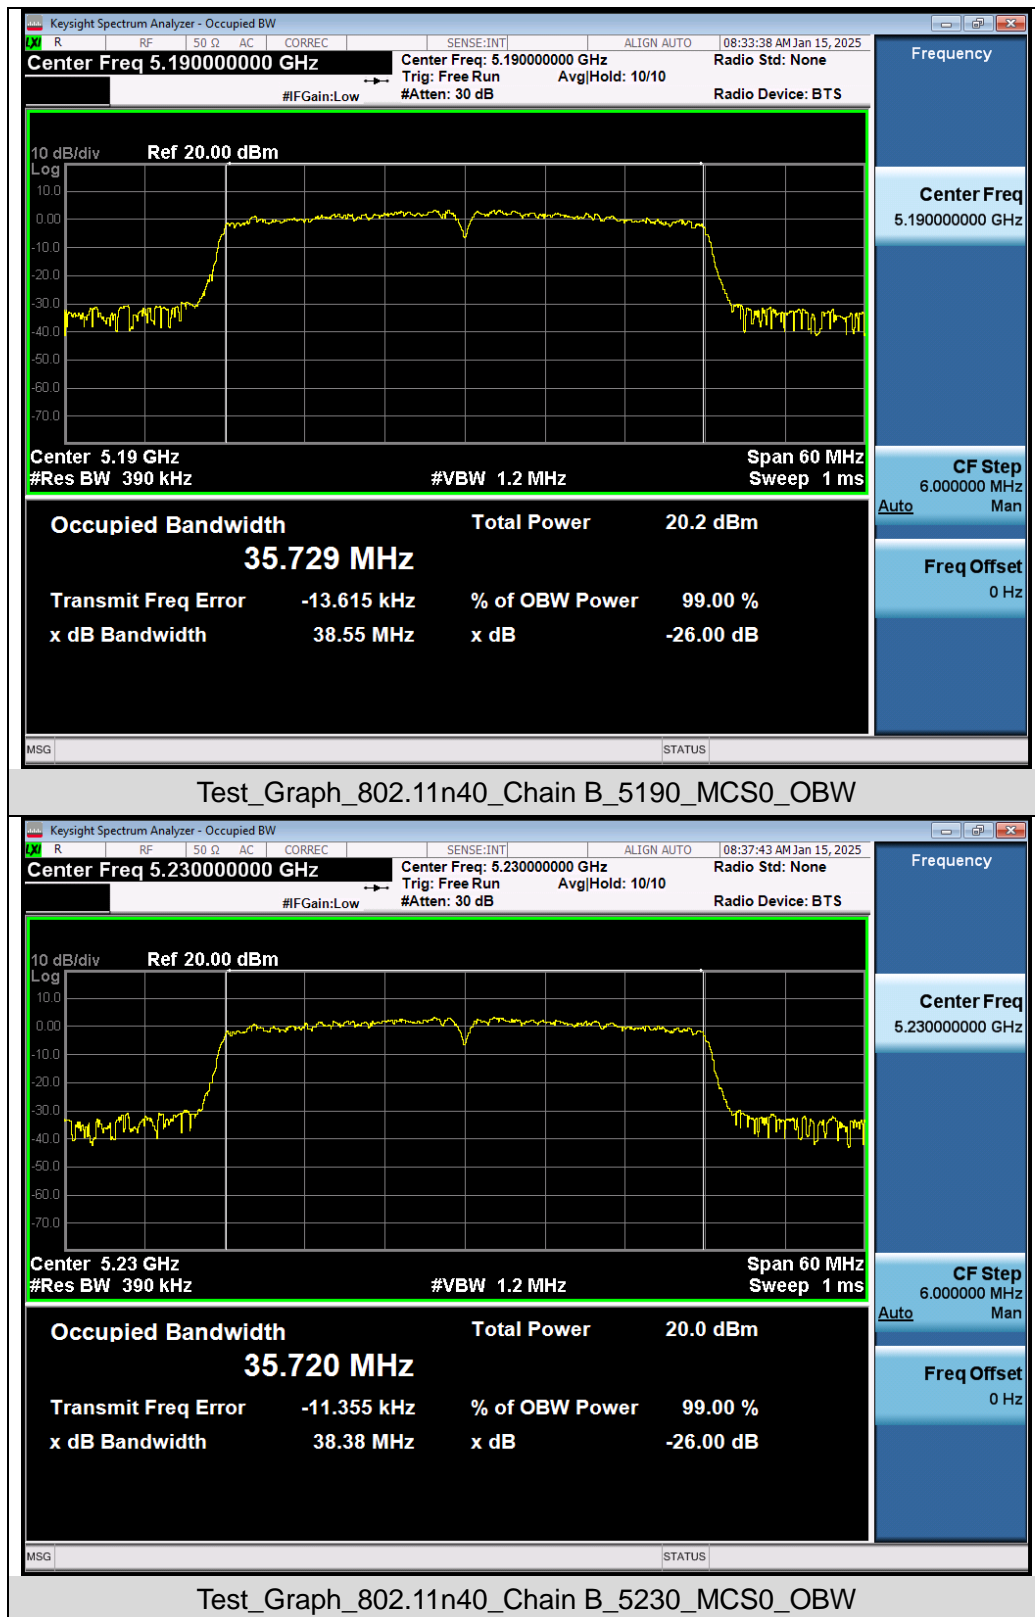 Keysight Spectrum Analyzer - Occupied BW
LXI R RF 50 Ω AC CORREC SENSE:INT ALIGN AUTO 08:33:38 AM Jan 15, 2025
Center Freq 5.190000000 GHz
Center Freq: 5.190000000 GHz
Radio Std: None
Trig: Free Run Avg|Hold: 10/10
#IFGain:Low
#Atten: 30 dB
Radio Device: BTS
Frequency
10 dB/div Ref 20.00 dBm
Log
10.0
0.00
-10.0
-20.0
-30.0
-40.0
-50.0
-60.0
-70.0
Center 5.19 GHz Span 60 MHz
#Res BW 390 kHz #VBW 1.2 MHz Sweep 1 ms
Center Freq
5.190000000 GHz
CF Step
6.000000 MHz
Auto Man
Freq Offset
0 Hz
Occupied Bandwidth Total Power 20.2 dBm
35.729 MHz
Transmit Freq Error -13.615 kHz % of OBW Power 99.00 %
x dB Bandwidth 38.55 MHz x dB -26.00 dB
MSG STATUS
Test_Graph_802.11n40_Chain B_5190_MCS0_OBW
Keysight Spectrum Analyzer - Occupied BW
LXI R RF 50 Ω AC CORREC SENSE:INT ALIGN AUTO 08:37:43 AM Jan 15, 2025
Center Freq 5.230000000 GHz
Center Freq: 5.230000000 GHz
Radio Std: None
Trig: Free Run Avg|Hold: 10/10
#IFGain:Low
#Atten: 30 dB
Radio Device: BTS
Frequency
10 dB/div Ref 20.00 dBm
Log
10.0
0.00
-10.0
-20.0
-30.0
-40.0
-50.0
-60.0
-70.0
Center 5.23 GHz Span 60 MHz
#Res BW 390 kHz #VBW 1.2 MHz Sweep 1 ms
Center Freq
5.230000000 GHz
CF Step
6.000000 MHz
Auto Man
Freq Offset
0 Hz
Occupied Bandwidth Total Power 20.0 dBm
35.720 MHz
Transmit Freq Error -11.355 kHz % of OBW Power 99.00 %
x dB Bandwidth 38.38 MHz x dB -26.00 dB
MSG STATUS
Test_Graph_802.11n40_Chain B_5230_MCS0_OBW